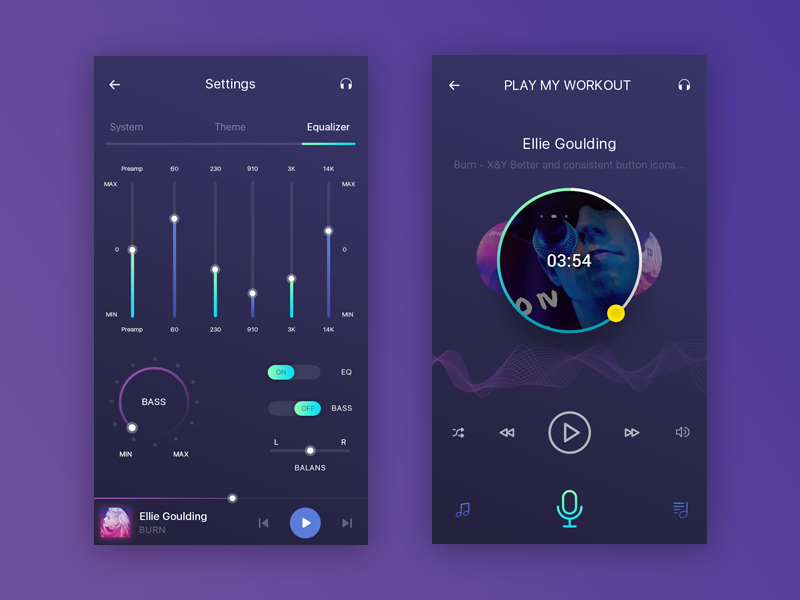 Settings
System Theme Equalizer
Preamp 60 230 910 3K 14K
MAX MAX
0 0
MIN MIN
Preamp 60 230 910 3K 14K
ON EQ
BASS
OFF BASS
L R
MIN MAX
BALANS
Ellie Goulding
BURN
PLAY MY WORKOUT
Ellie Goulding
Burn - X&Y Better and consistent button icons...
03:54
ON